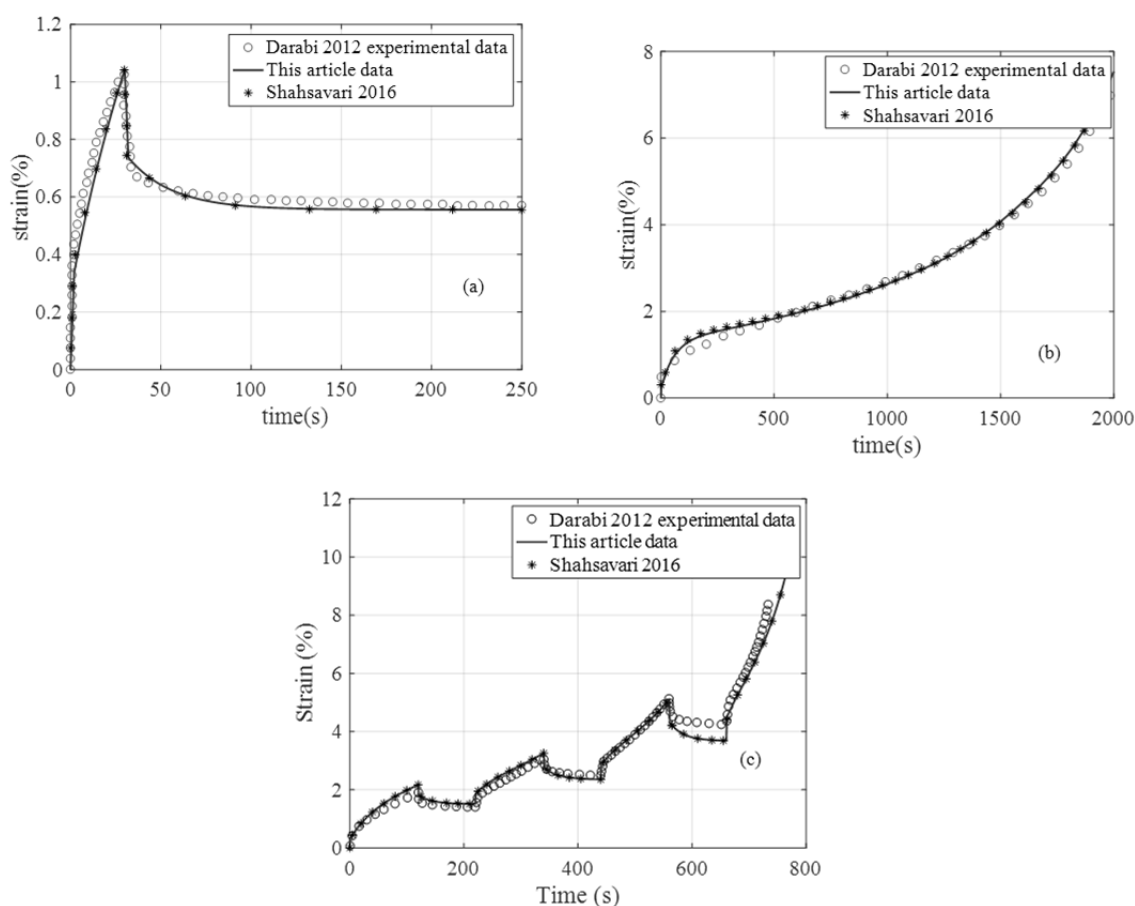 1.2
1
0.8
0.6
0.4
0.2
0
strain(%)
Darabi 2012 experimental data
This article data
Shahsavari 2016
(a)
0
50
100
150
200
250
time(s)
8
6
4
2
0
strain(%)
Darabi 2012 experimental data
This article data
Shahsavari 2016
(b)
0
500
1000
1500
2000
time(s)
12
10
8
6
4
2
0
Strain (%)
Darabi 2012 experimental data
This article data
Shahsavari 2016
(c)
0
200
400
600
800
Time (s)